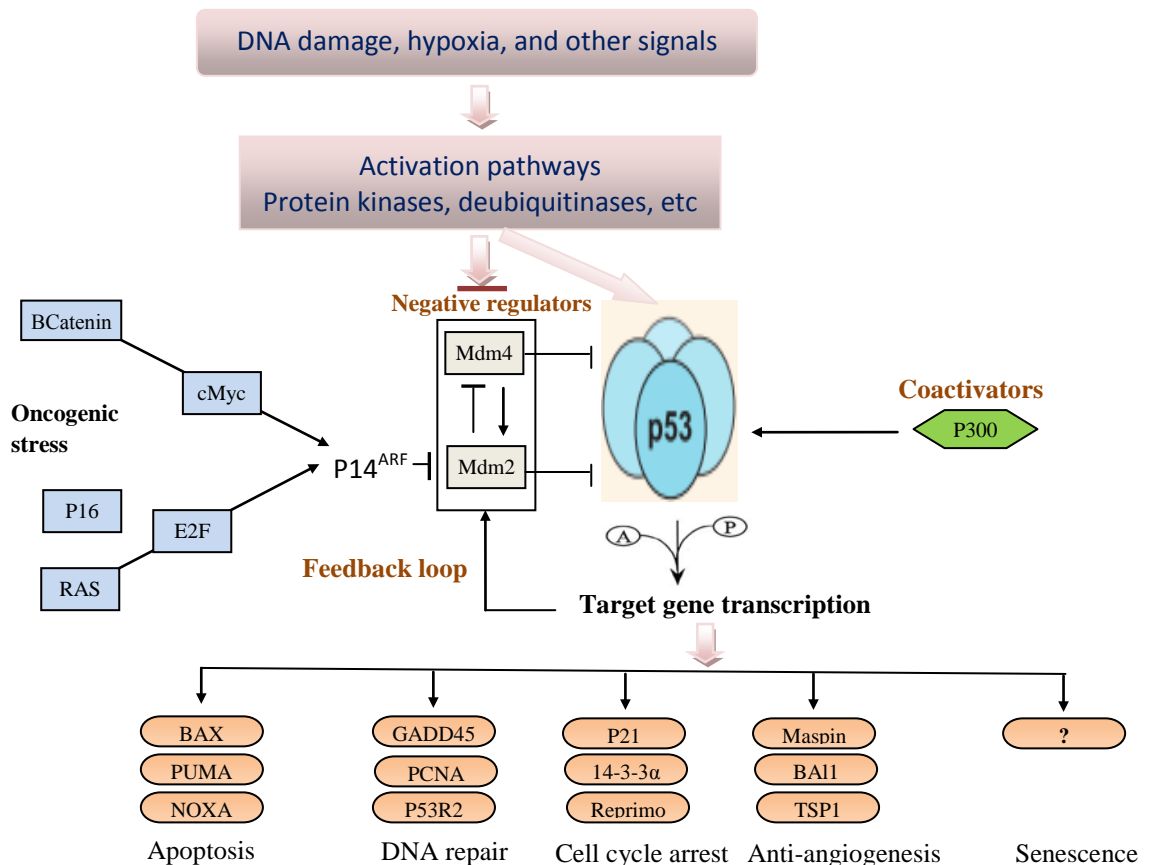 DNA damage, hypoxia, and other signals
Activation pathways
Protein kinases, deubiquitinases, etc
Negative regulators
BCatenin
cMyc
Oncogenic
stress
P16
E2F
RAS
P14ARF
Mdm4
Mdm2
p53
Coactivators
P300
A
P
Feedback loop
Target gene transcription
BAX
PUMA
NOXA
Apoptosis
GADD45
PCNA
P53R2
DNA repair
P21
14-3-3α
Reprimo
Cell cycle arrest
Maspin
BAl1
TSP1
Anti-angiogenesis
?
Senescence